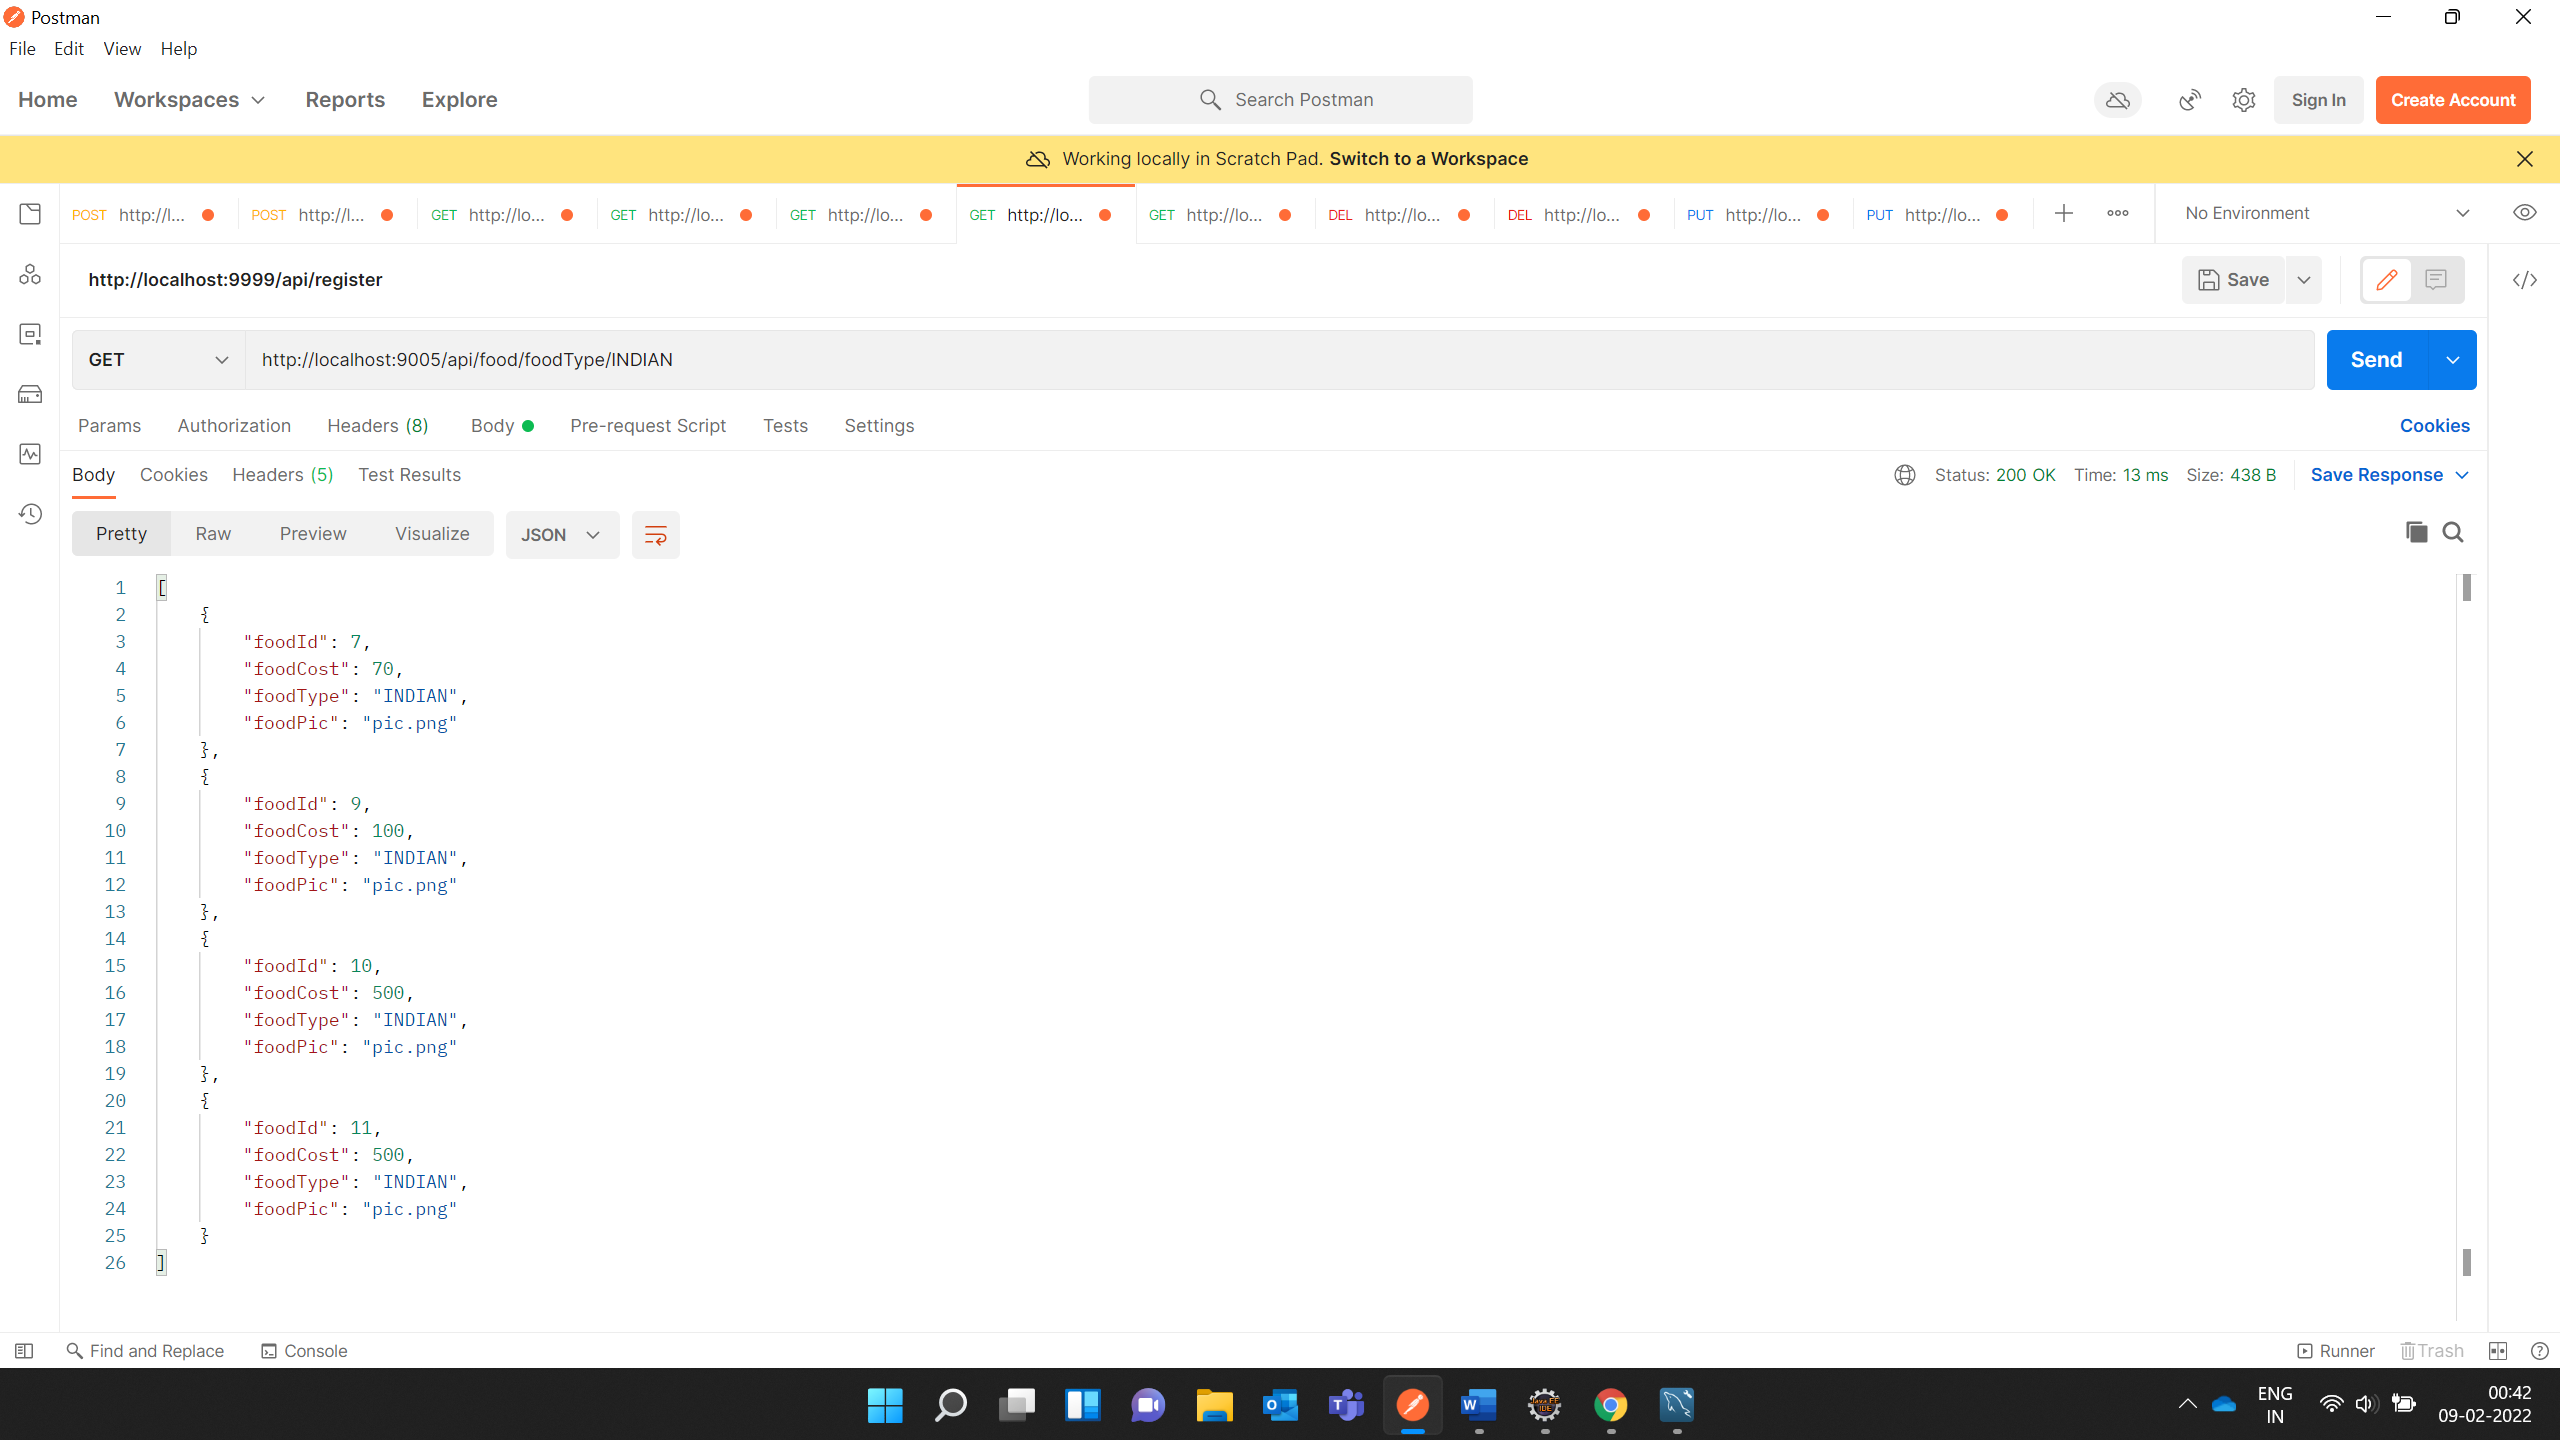 Postman
File Edit View Help
Home Workspaces Reports Explore Search Postman Sign In Create Account
Working locally in Scratch Pad. Switch to a Workspace
POST http://l... POST http://l... GET http://lo... GET http://lo... GET http://lo... GET http://lo... GET http://lo... DEL http://lo... DEL http://lo... PUT http://lo... PUT http://lo... No Environment
http://localhost:9999/api/register Save
GET http://localhost:9005/api/food/foodType/INDIAN Send
Params Authorization Headers (8) Body Pre-request Script Tests Settings Cookies
Body Cookies Headers (5) Test Results Status: 200 OK Time: 13 ms Size: 438 B Save Response
Pretty Raw Preview Visualize JSON
1 [
2 {
3 "foodId": 7,
4 "foodCost": 70,
5 "foodType": "INDIAN",
6 "foodPic": "pic.png"
7 },
8 {
9 "foodId": 9,
10 "foodCost": 100,
11 "foodType": "INDIAN",
12 "foodPic": "pic.png"
13 },
14 {
15 "foodId": 10,
16 "foodCost": 500,
17 "foodType": "INDIAN",
18 "foodPic": "pic.png"
19 },
20 {
21 "foodId": 11,
22 "foodCost": 500,
23 "foodType": "INDIAN",
24 "foodPic": "pic.png"
25 }
26 ]
Find and Replace Console Runner Trash
ENG 00:42
IN 09-02-2022